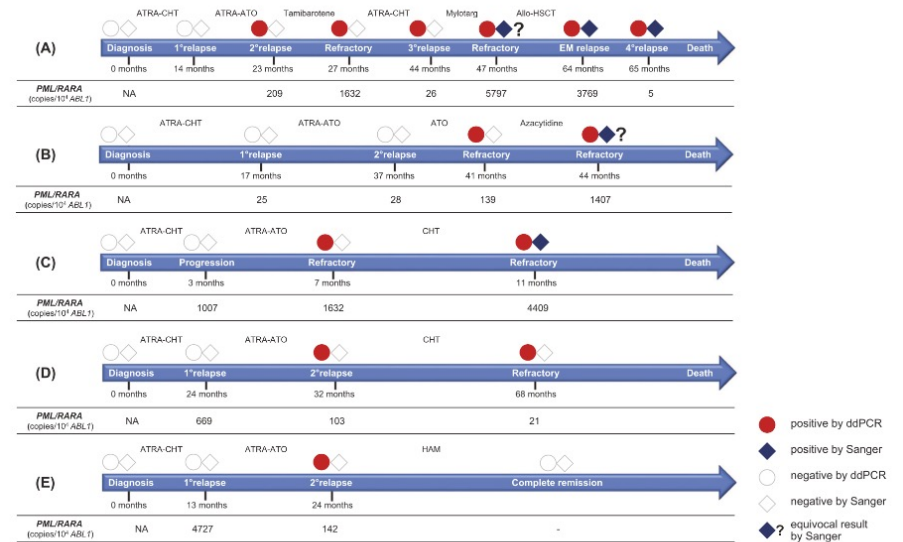 ATRA-CHT ATRA-ATO Tamibarotene ATRA-CHT Mylotarg Allo-HSCT
?
(A) Diagnosis 1°relapse 2°relapse Refractory 3°relapse Refractory EM relapse 4°relapse Death
0 months 14 months 23 months 27 months 44 months 47 months 64 months 65 months
PML/RARA
(copies/10⁴ ABL1) NA 209 1632 26 5797 3769 5
ATRA-CHT ATRA-ATO ATO Azacytidine
?
(B) Diagnosis 1°relapse 2°relapse Refractory Refractory Death
0 months 17 months 37 months 41 months 44 months
PML/RARA
(copies/10⁴ ABL1) NA 25 28 139 1407
ATRA-CHT ATRA-ATO CHT
(C) Diagnosis Progression Refractory Refractory Death
0 months 3 months 7 months 11 months
PML/RARA
(copies/10⁴ ABL1) NA 1007 1632 4409
ATRA-CHT ATRA-ATO CHT
(D) Diagnosis 1°relapse 2°relapse Refractory Death
0 months 24 months 32 months 68 months
PML/RARA
(copies/10⁴ ABL1) NA 669 103 21
ATRA-CHT ATRA-ATO HAM
(E) Diagnosis 1°relapse 2°relapse Complete remission
0 months 13 months 24 months
PML/RARA
(copies/10⁴ ABL1) NA 4727 142 -
positive by ddPCR
positive by Sanger
negative by ddPCR
negative by Sanger
? equivocal result
by Sanger